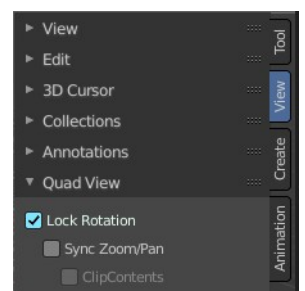 View
Edit
3D Cursor
Collections
Annotations
Quad View
Lock Rotation
Sync Zoom/Pan
ClipContents
Tool
View
Create
Animation